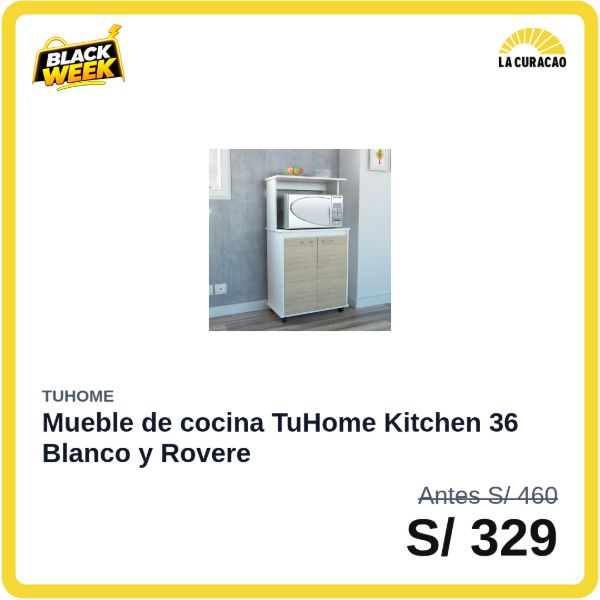 BLACK
WEEK
LA CURACAO
TUHOME
Mueble de cocina TuHome Kitchen 36
Blanco y Rovere
Antes S/ 460
S/ 329